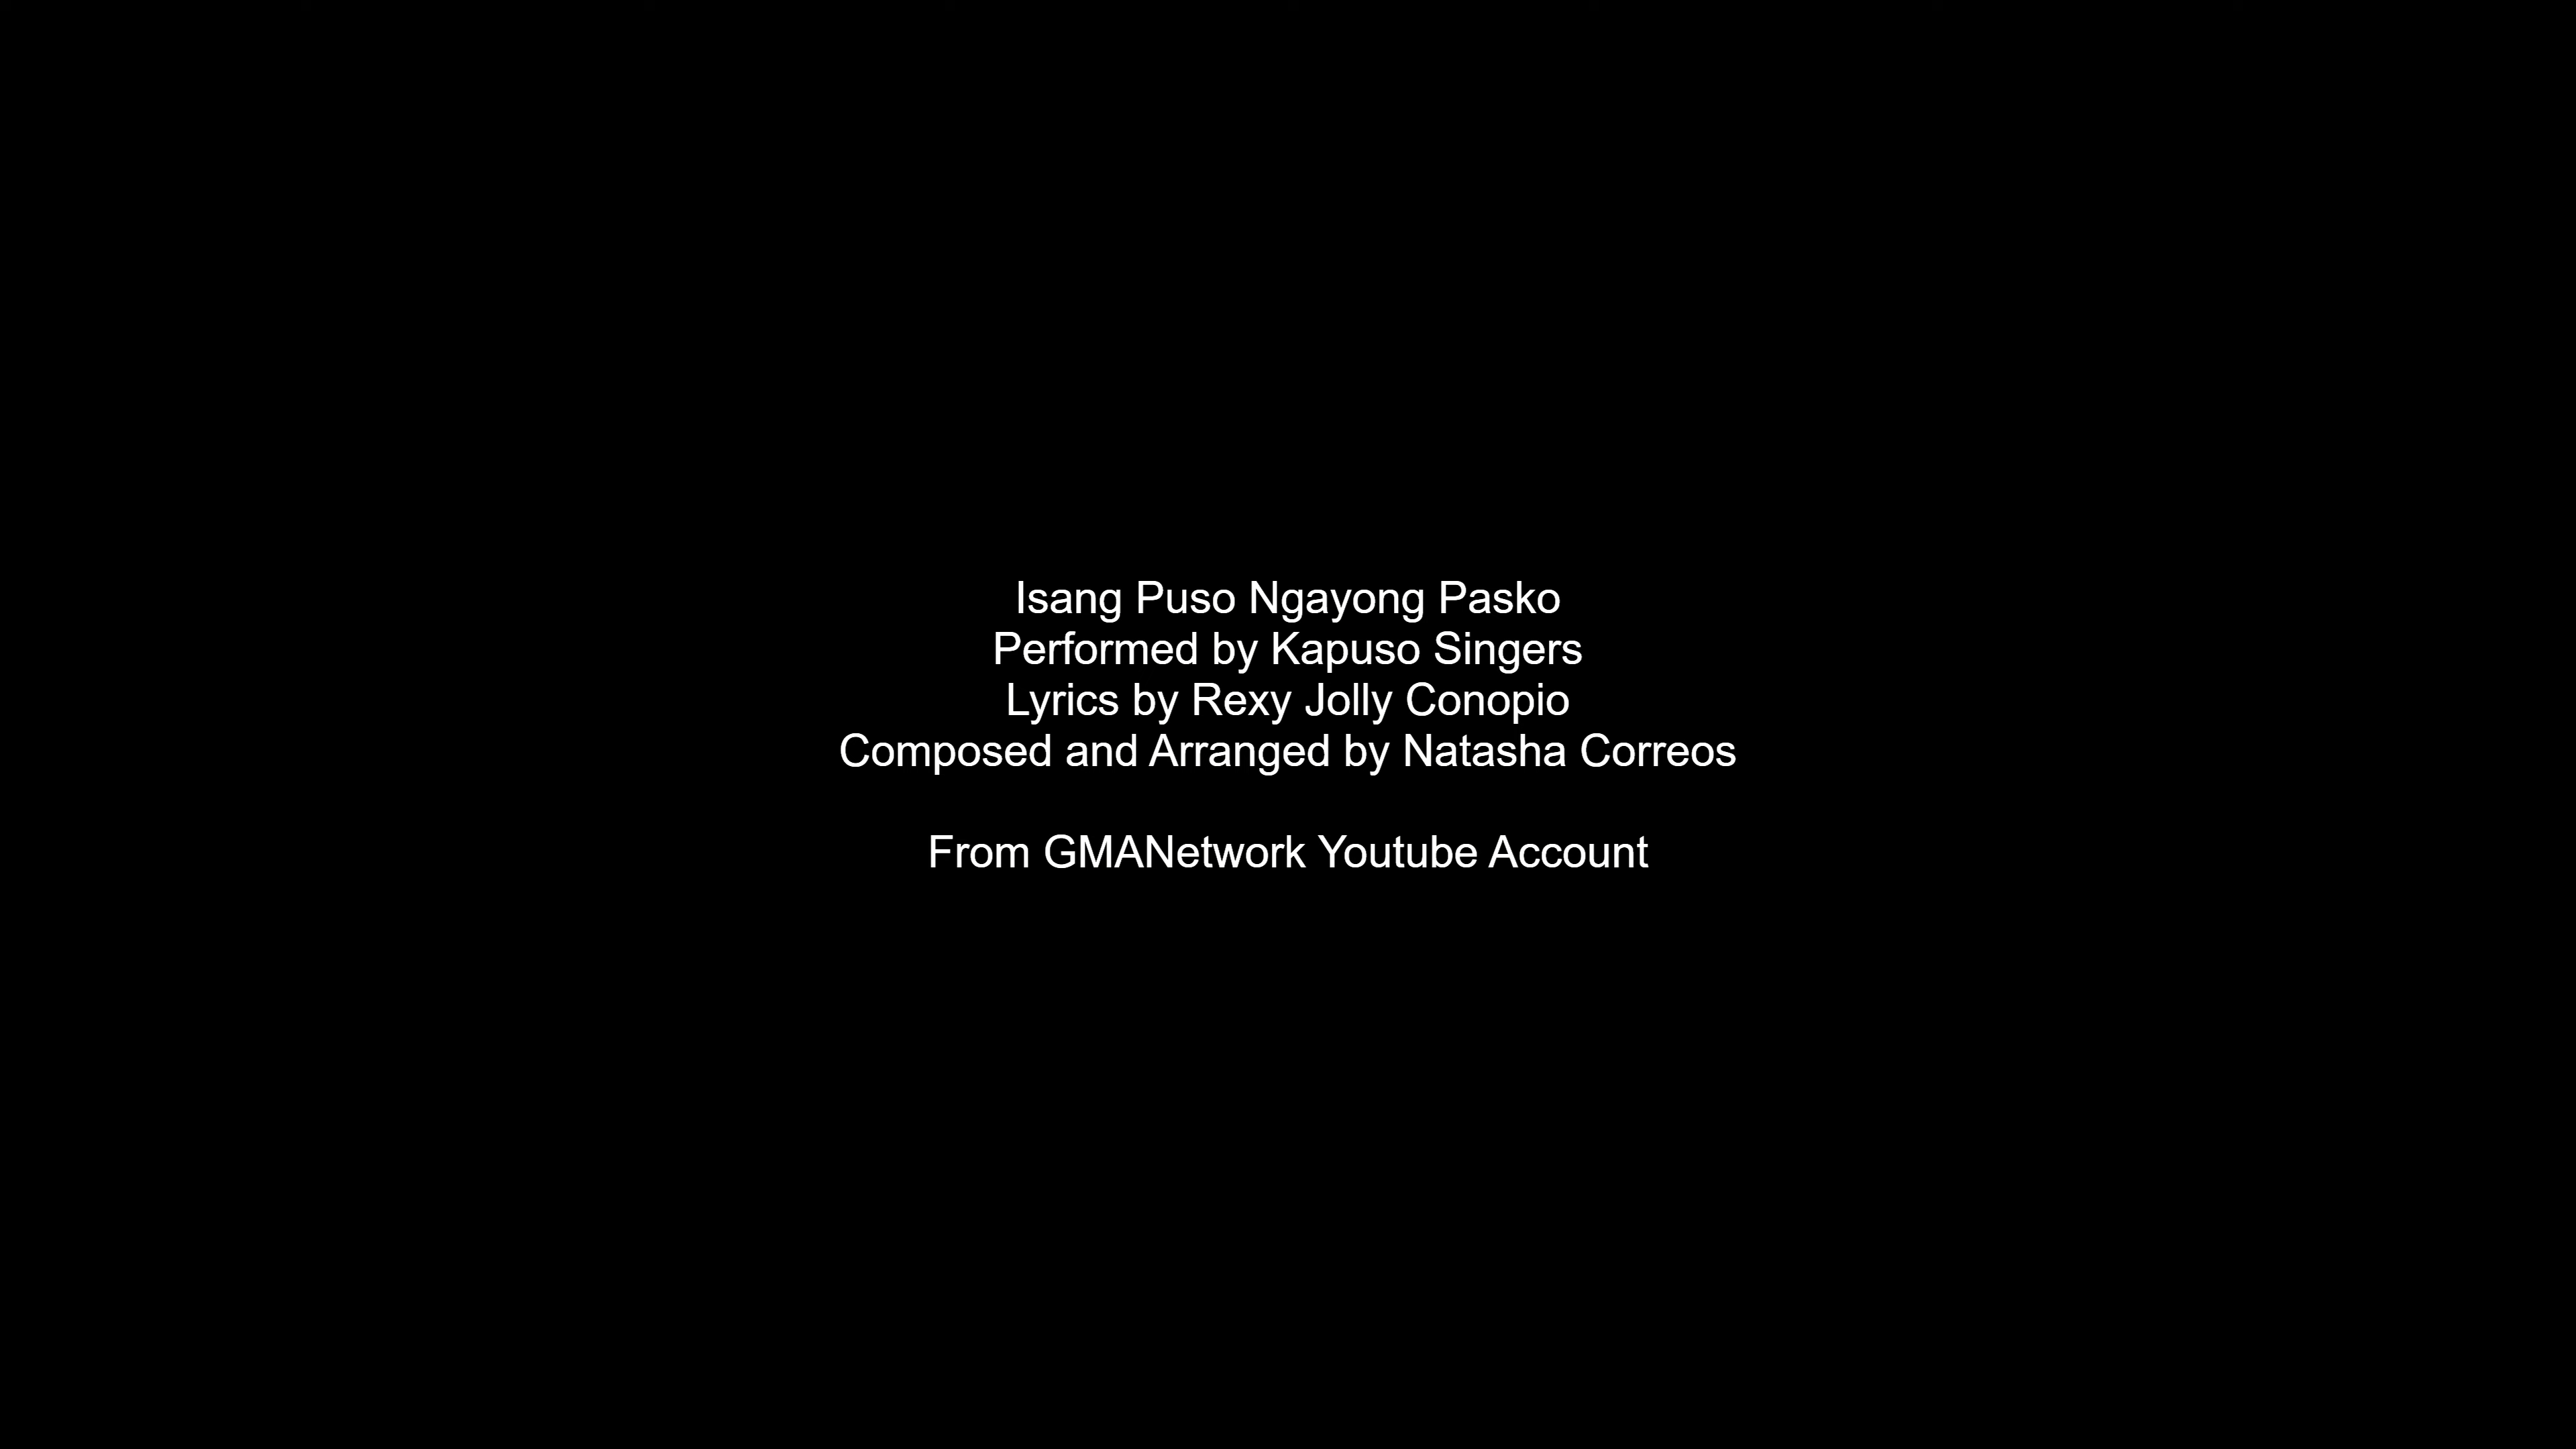 Isang Puso Ngayong Pasko
Performed by Kapuso Singers
Lyrics by Rexy Jolly Conopio
Composed and Arranged by Natasha Correos
From GMANetwork Youtube Account